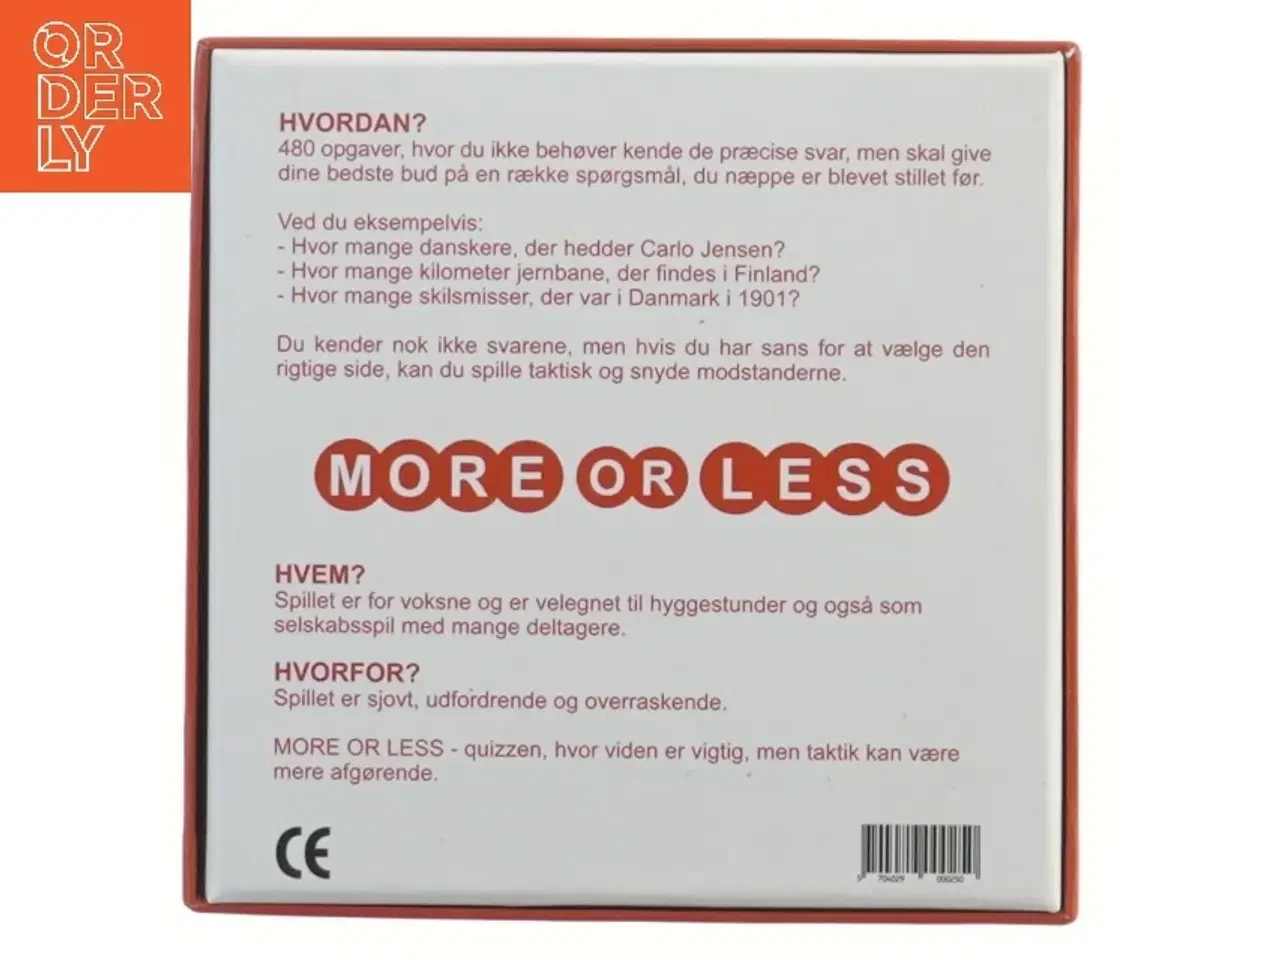 ORDERLY
HVORDAN?
480 opgaver, hvor du ikke behøver kende de præcise svar, men skal give
dine bedste bud på en række spørgsmål, du næppe er blevet stillet før.
Ved du eksempelvis:
- Hvor mange danskere, der hedder Carlo Jensen?
- Hvor mange kilometer jernbane, der findes i Finland?
- Hvor mange skilsmisser, der var i Danmark i 1901?
Du kender nok ikke svarene, men hvis du har sans for at vælge den
rigtige side, kan du spille taktisk og snyde modstanderne.
MORE OR LESS
HVEM?
Spillet er for voksne og er velegnet til hyggestunder og også som
selskabsspil med mange deltagere.
HVORFOR?
Spillet er sjovt, udfordrende og overraskende.
MORE OR LESS - quizzen, hvor viden er vigtig, men taktik kan være
mere afgørende.
CE
5 704029 000250